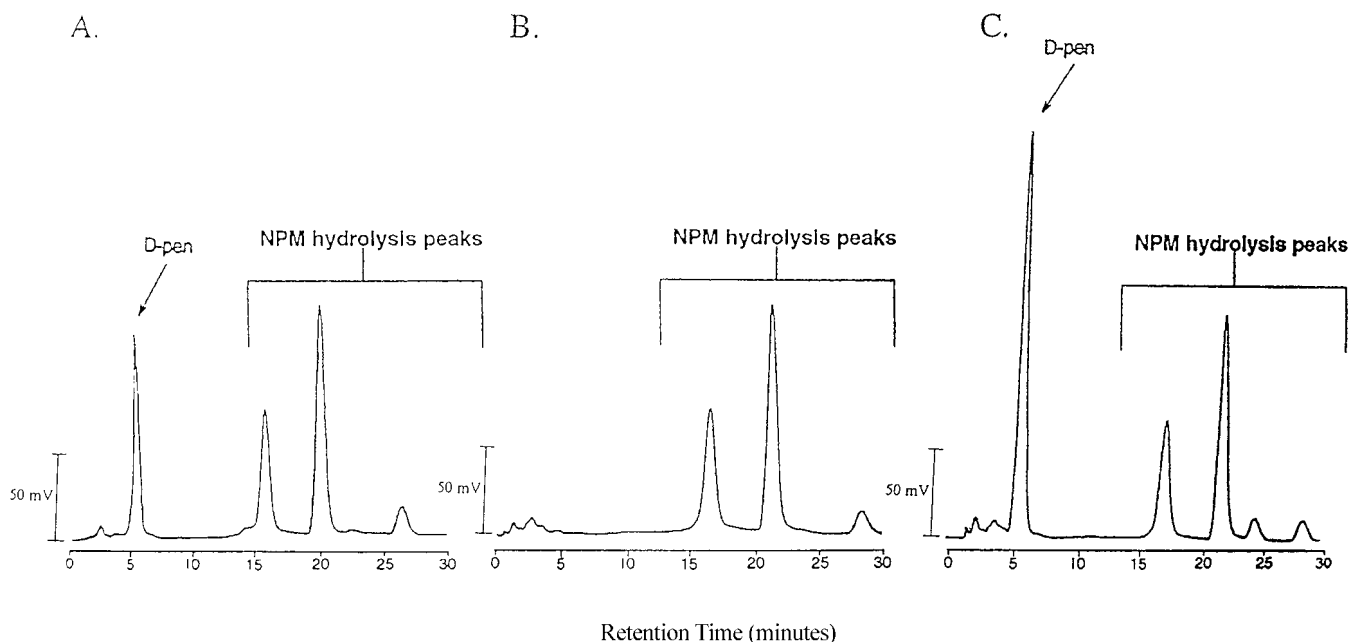 A.
B.
C.
D-pen
D-pen
NPM hydrolysis peaks
NPM hydrolysis peaks
NPM hydrolysis peaks
50 mV
50 mV
50 mV
0 5 10 15 20 25 30
0 5 10 15 20 25 30
0 5 10 15 20 25 30
Retention Time (minutes)